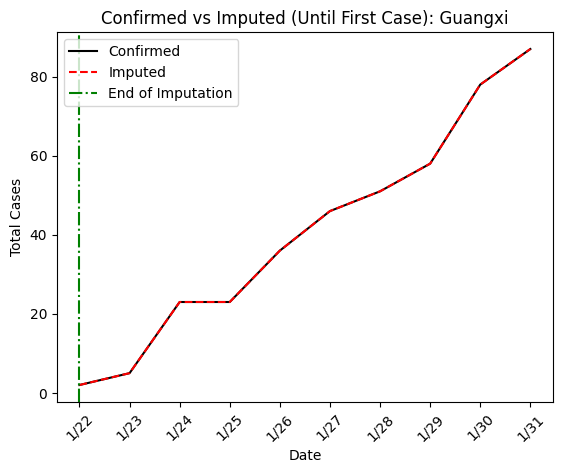 Confirmed vs Imputed (Until First Case): Guangxi
Confirmed
Imputed
End of Imputation
Total Cases
80
60
40
20
0
1/22 1/23 1/24 1/25 1/26 1/27 1/28 1/29 1/30 1/31
Date